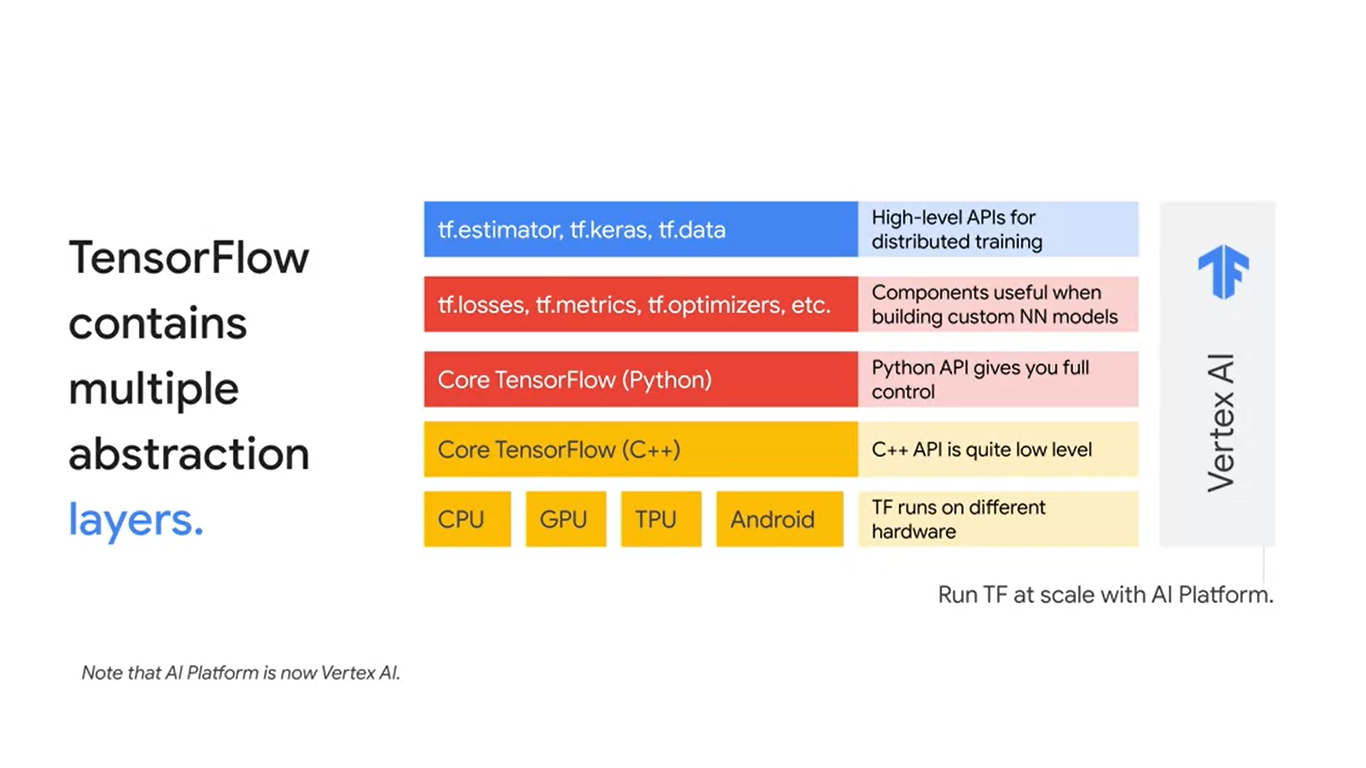 TensorFlow
contains
multiple
abstraction
layers.
tf.estimator, tf.keras, tf.data
High-level APIs for
distributed training
tf.losses, tf.metrics, tf.optimizers, etc.
Components useful when
building custom NN models
Core TensorFlow (Python)
Python API gives you full
control
Core TensorFlow (C++)
C++ API is quite low level
CPU
GPU
TPU
Android
TF runs on different
hardware
Vertex AI
Run TF at scale with AI Platform.
Note that AI Platform is now Vertex AI.